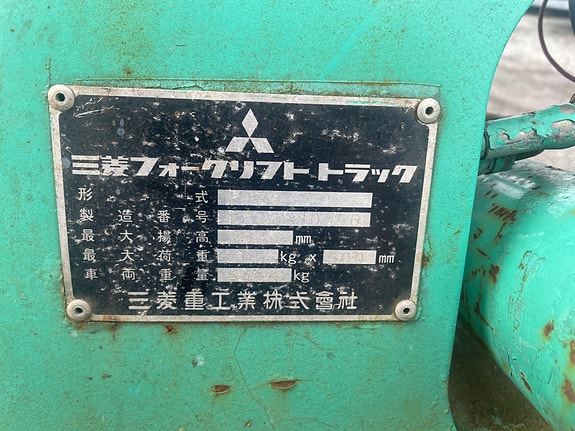 三菱フォークリフトトラック
形式
製造番号
最大揚高 mm
最大荷重 kg x mm
車両重量 kg
三菱重工業株式會社